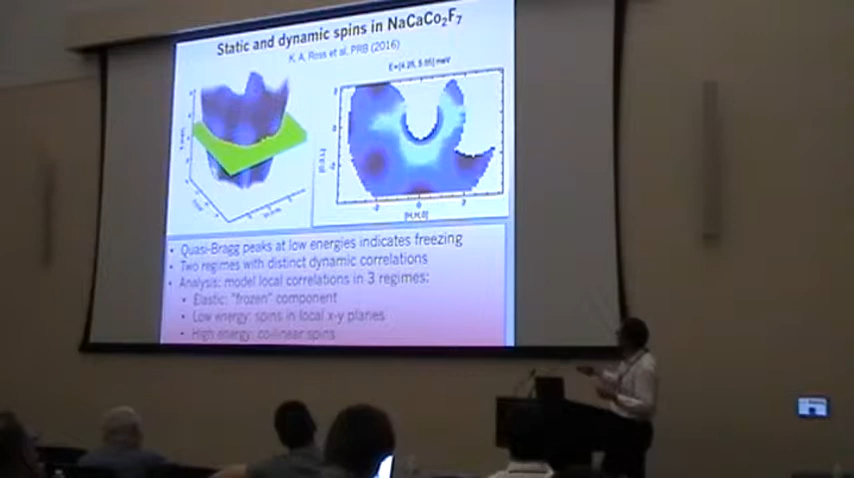 Static and dynamic spins in NaCaCo₂F₇
K. A. Ross et al, PRB (2016)
• Quasi-Bragg peaks at low energies indicates freezing
• Two regimes with distinct dynamic correlations
• Analysis: model local correlations in 3 regimes:
• Elastic: "frozen" component
• Low energy: spins in local x-y planes
• High energy: co-linear spins
[H,H,0]